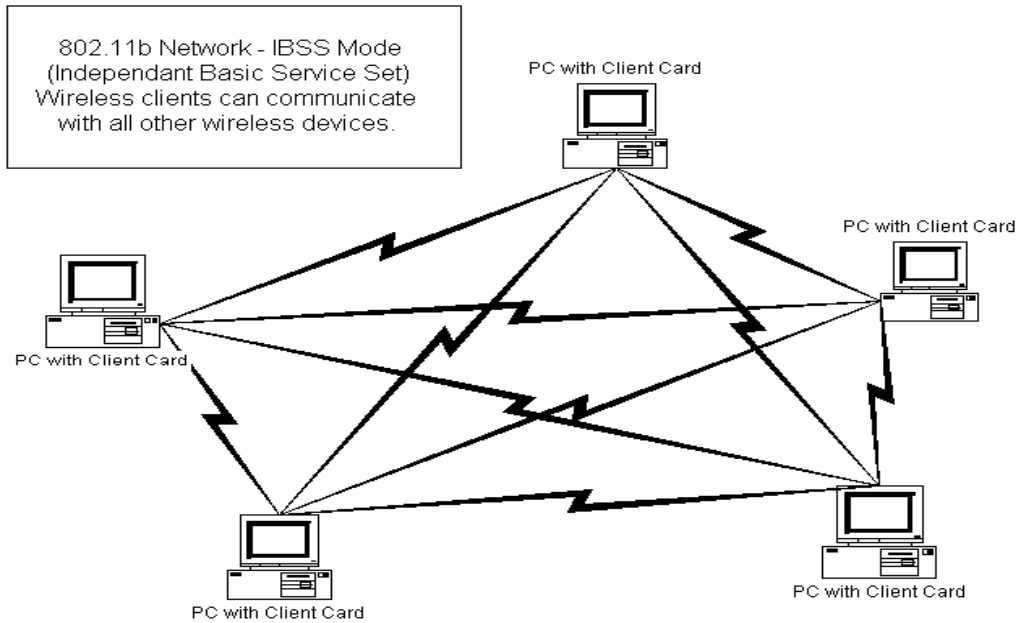 802.11b Network - IBSS Mode
(Independant Basic Service Set)
Wireless clients can communicate
with all other wireless devices.
PC with Client Card
PC with Client Card
PC with Client Card
PC with Client Card
PC with Client Card